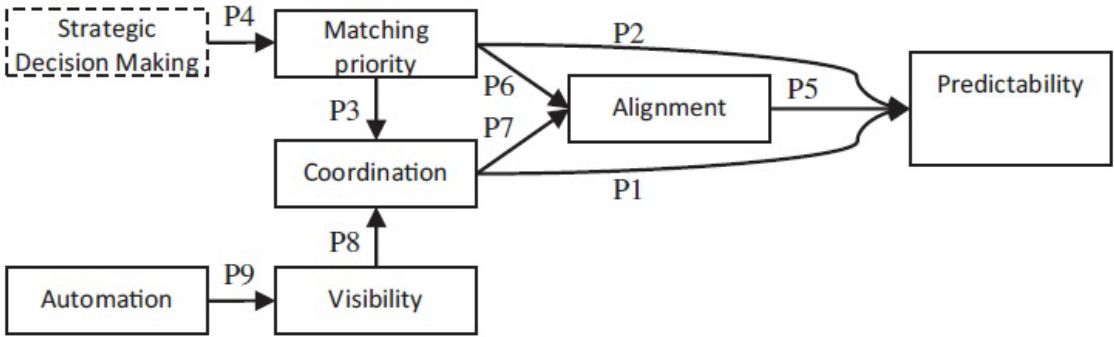 Strategic
Decision Making
P4
Matching
priority
P2
P6
P3
P7
Alignment
P5
Predictability
Coordination
P1
P8
Automation
P9
Visibility